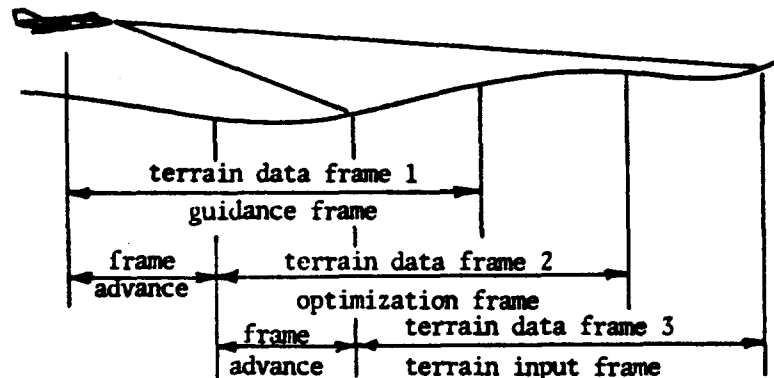 terrain data frame 1
guidance frame
frame
advance
terrain data frame 2
optimization frame
frame
advance
terrain data frame 3
terrain input frame